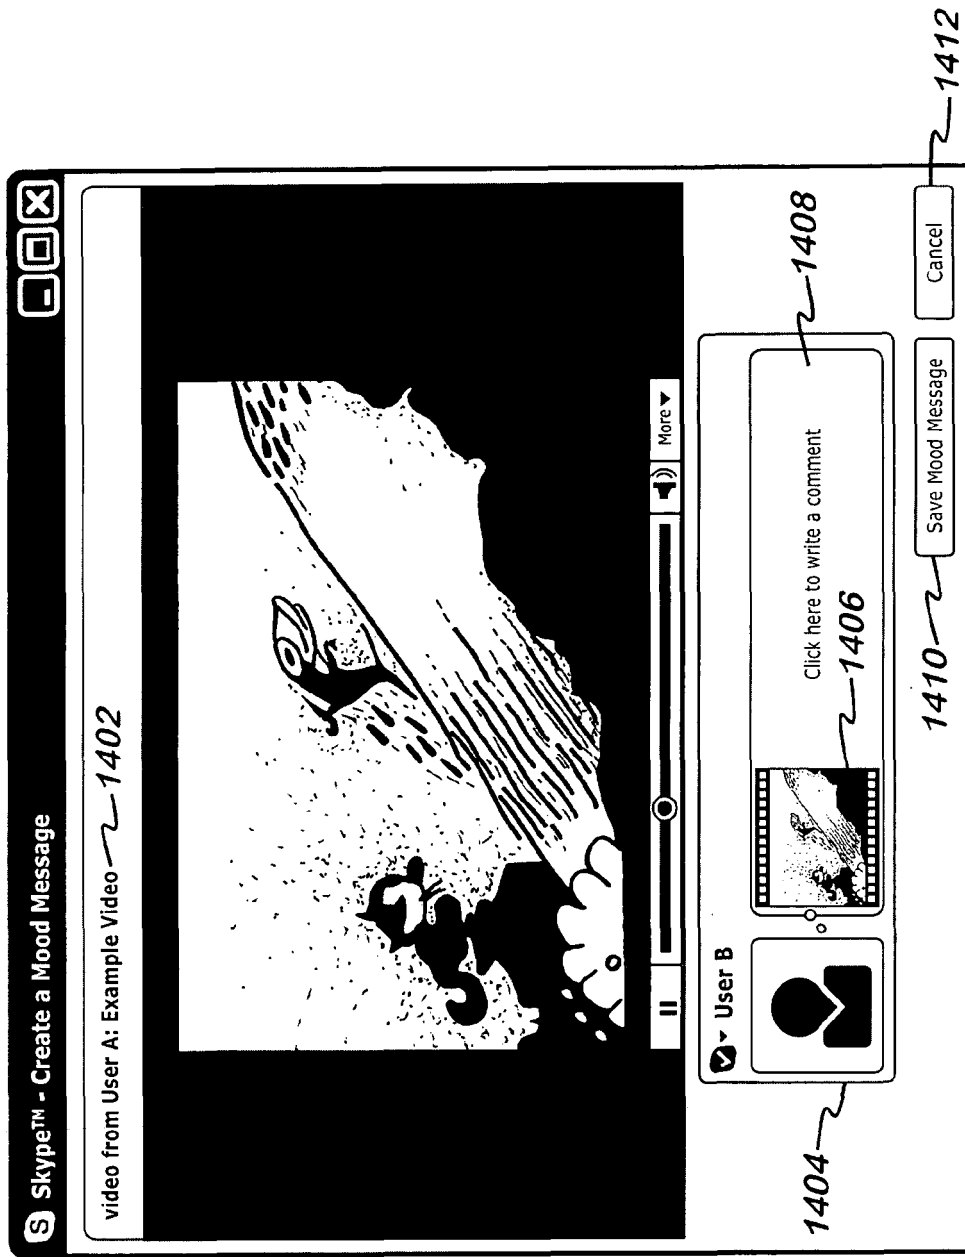 S Skype™ - Create a Mood Message
video from User A: Example Video
1402
More
User B
Click here to write a comment
1404
1406
1408
Save Mood Message
Cancel
1410
1412